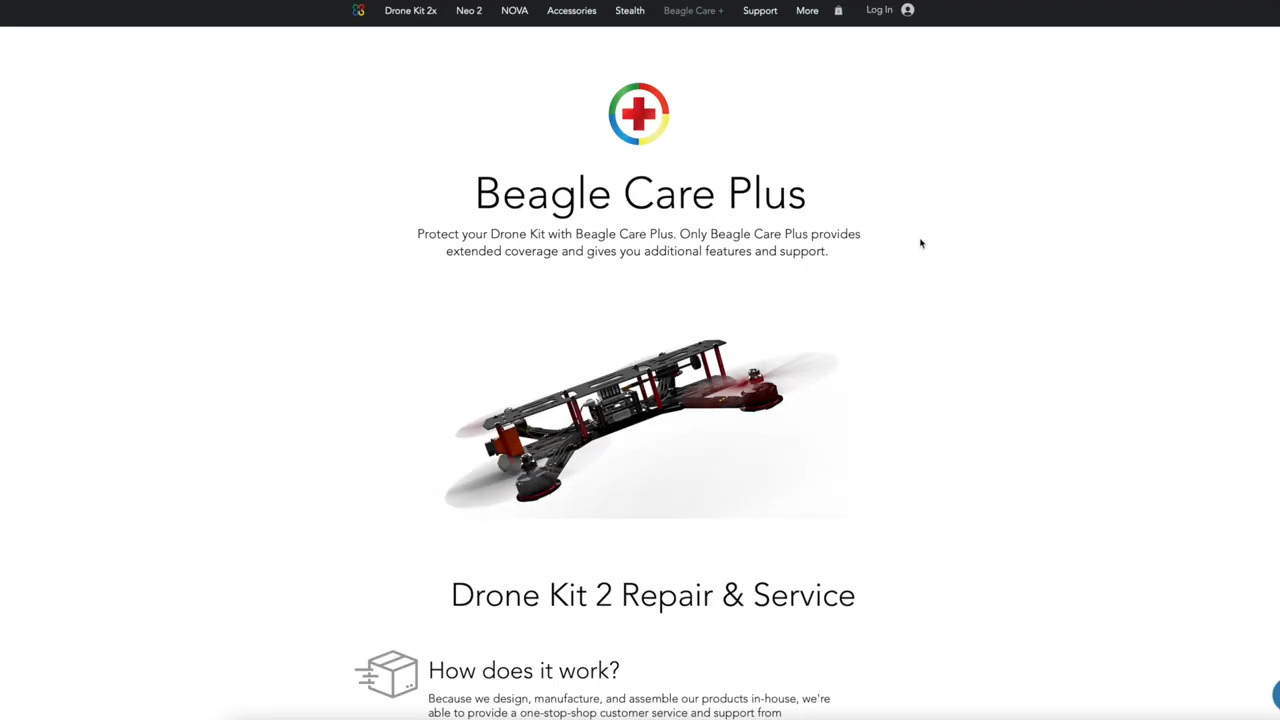 Drone Kit 2x Neo 2 NOVA Accessories Stealth Beagle Care + Support More Log In
Beagle Care Plus
Protect your Drone Kit with Beagle Care Plus. Only Beagle Care Plus provides
extended coverage and gives you additional features and support.
Drone Kit 2 Repair & Service
How does it work?
Because we design, manufacture, and assemble our products in-house, we're
able to provide a one-stop-shop customer service and support from